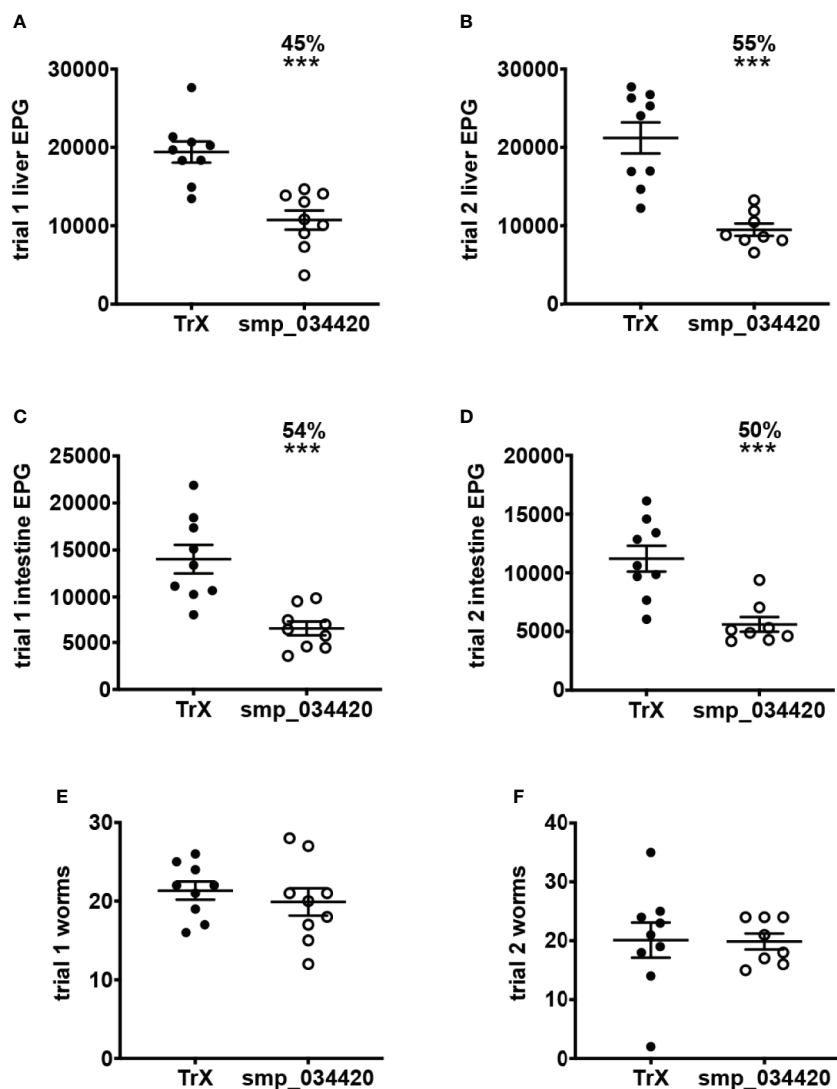 A
45%
***
trial 1 liver EPG
30000
20000
10000
0
TrX smp_034420
B
55%
***
trial 2 liver EPG
30000
20000
10000
0
TrX smp_034420
C
54%
***
trial 1 intestine EPG
25000
20000
15000
10000
5000
0
TrX smp_034420
D
50%
***
trial 2 intestine EPG
20000
15000
10000
5000
0
TrX smp_034420
E
trial 1 worms
30
20
10
0
TrX smp_034420
F
trial 2 worms
40
30
20
10
0
TrX smp_034420